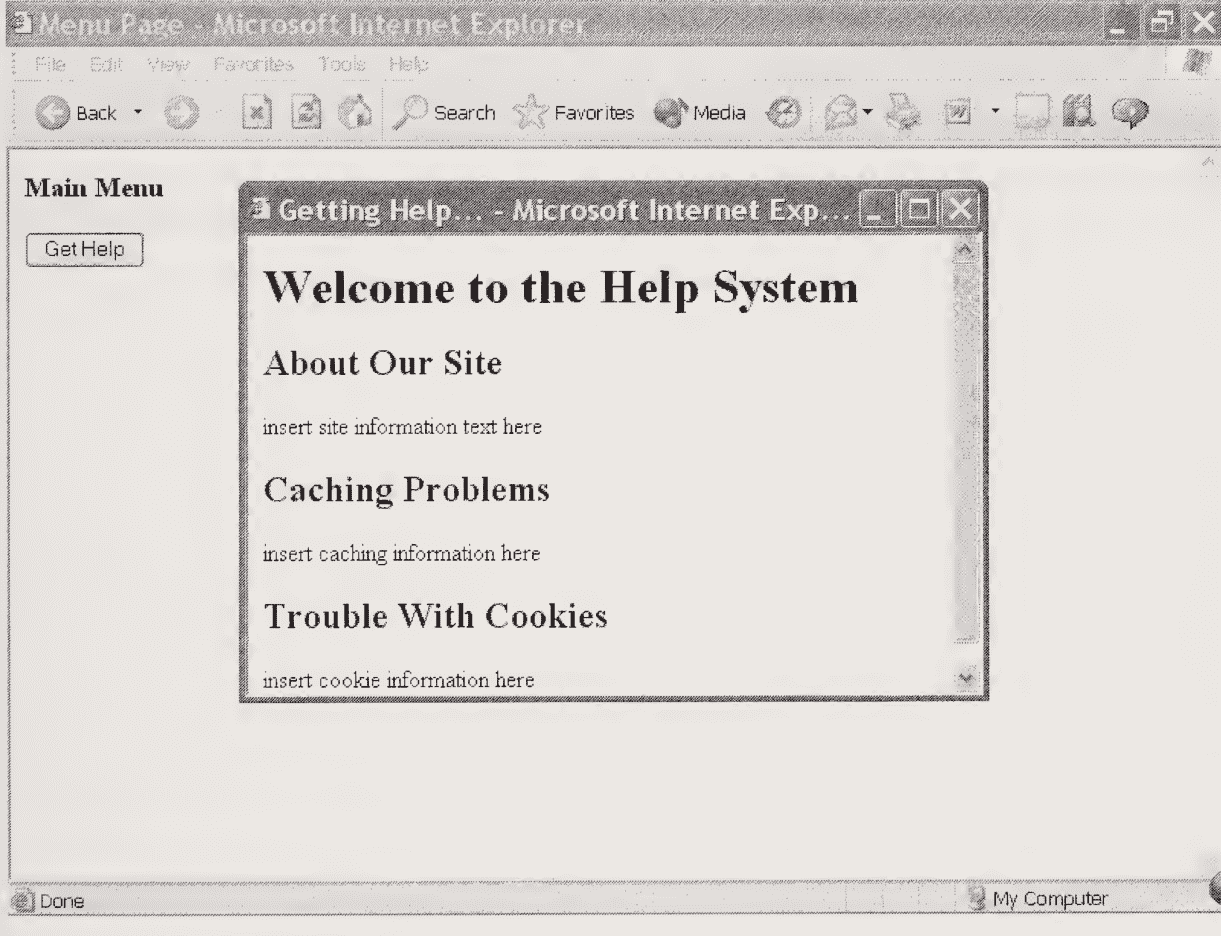 Menu Page - Microsoft Internet Explorer
File Edit View Favorites Tools Help
Back Search Favorites Media
Main Menu
Get Help
Getting Help... - Microsoft Internet Exp...
Welcome to the Help System
About Our Site
insert site information text here
Caching Problems
insert caching information here
Trouble With Cookies
insert cookie information here
Done My Computer